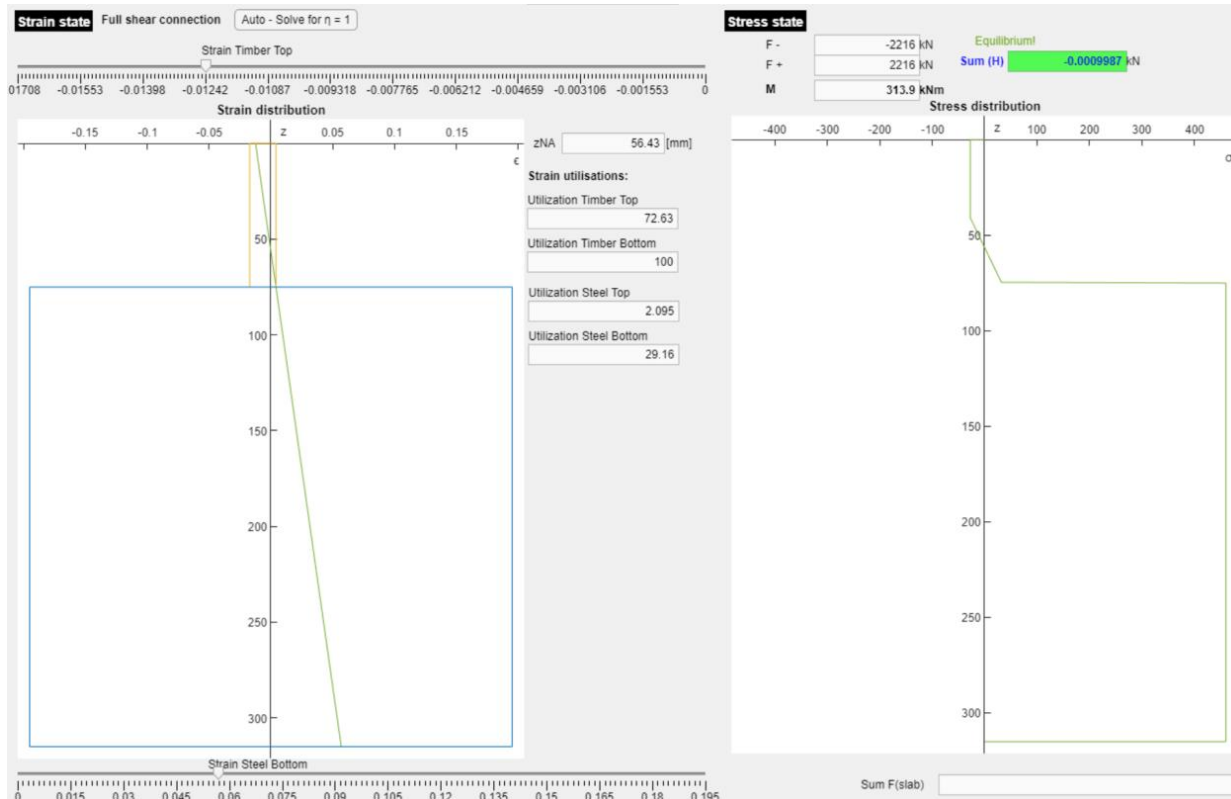 Strain state Full shear connection Auto - Solve for η = 1
Strain Timber Top
01708 -0.01553 -0.01398 -0.01242 -0.01087 -0.009318 -0.007765 -0.006212 -0.004659 -0.003106 -0.001553 0
Strain distribution
-0.15 -0.1 -0.05 z 0.05 0.1 0.15
ϵ
50
100
150
200
250
300
zNA 56.43 [mm]
Strain utilisations:
Utilization Timber Top
72.63
Utilization Timber Bottom
100
Utilization Steel Top
2.095
Utilization Steel Bottom
29.16
Strain Steel Bottom
0 0.015 0.03 0.045 0.06 0.075 0.09 0.105 0.12 0.135 0.15 0.165 0.18 0.195
Stress state
F - -2216 kN Equilibrium!
F + 2216 kN Sum (H) -0.0009987 kN
M 313.9 kNm
Stress distribution
-400 -300 -200 -100 z 100 200 300 400
σ
50
100
150
200
250
300
Sum F(slab)